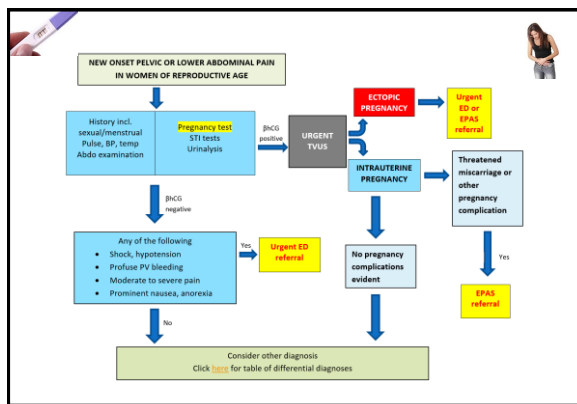 NEW ONSET PELVIC OR LOWER ABDOMINAL PAIN
IN WOMEN OF REPRODUCTIVE AGE
History incl.
sexual/menstrual
Pulse, BP, temp
Abdo examination
Pregnancy test
STI tests
Urinalysis
βhCG
positive
URGENT
TVUS
ECTOPIC
PREGNANCY
Urgent
ED or
EPAS
referral
INTRAUTERINE
PREGNANCY
Threatened
miscarriage or
other
pregnancy
complication
βhCG
negative
Any of the following
• Shock, hypotension
• Profuse PV bleeding
• Moderate to severe pain
• Prominent nausea, anorexia
Yes
Urgent ED
referral
No pregnancy
complications
evident
Yes
EPAS
referral
No
Consider other diagnosis
Click here for table of differential diagnoses